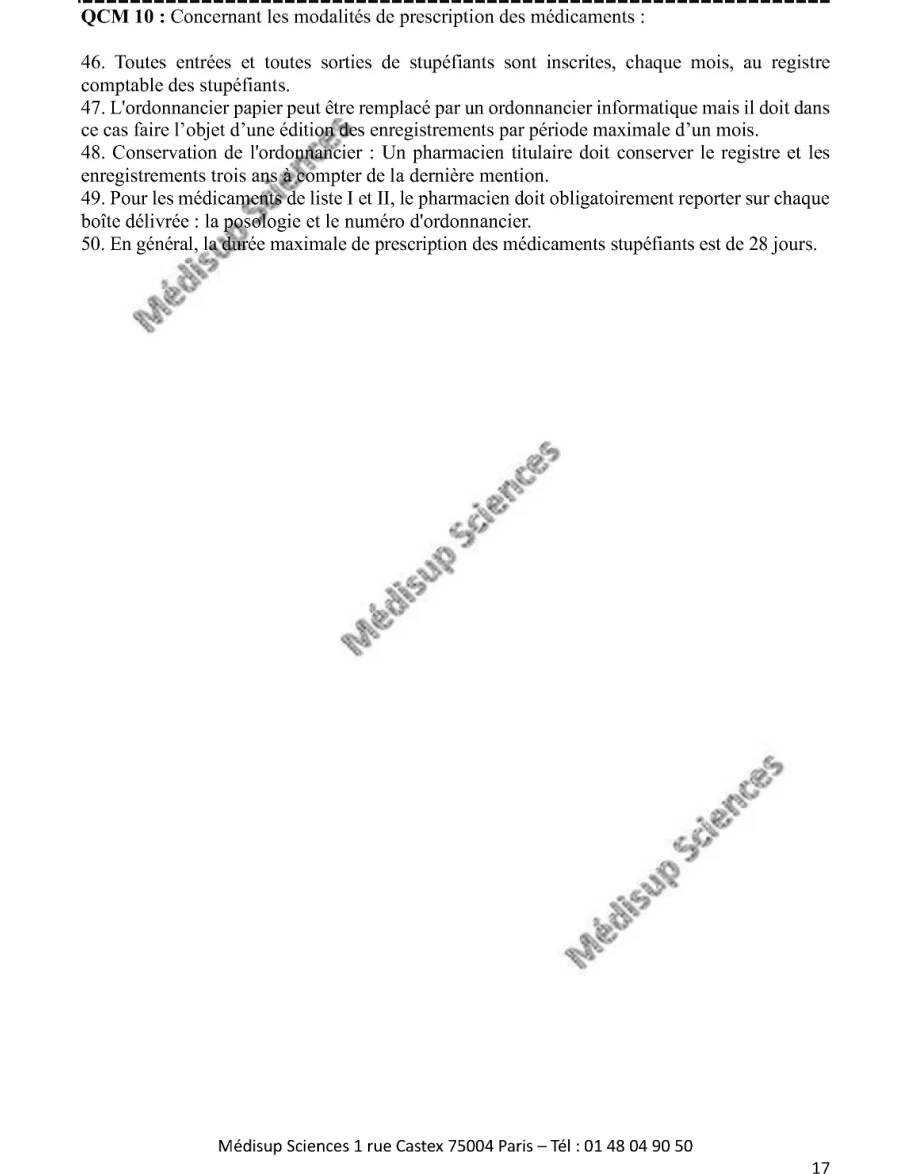 QCM 10 : Concernant les modalités de prescription des médicaments :
46. Toutes entrées et toutes sorties de stupéfiants sont inscrites, chaque mois, au registre
comptable des stupéfiants.
47. L'ordonnancier papier peut être remplacé par un ordonnancier informatique mais il doit dans
ce cas faire l’objet d’une édition des enregistrements par période maximale d’un mois.
48. Conservation de l'ordonnancier : Un pharmacien titulaire doit conserver le registre et les
enregistrements trois ans à compter de la dernière mention.
49. Pour les médicaments de liste I et II, le pharmacien doit obligatoirement reporter sur chaque
boîte délivrée : la posologie et le numéro d'ordonnancier.
50. En général, la durée maximale de prescription des médicaments stupéfiants est de 28 jours.
Médisup Sciences
Médisup Sciences
Médisup Sciences
Médisup Sciences 1 rue Castex 75004 Paris – Tél : 01 48 04 90 50
17